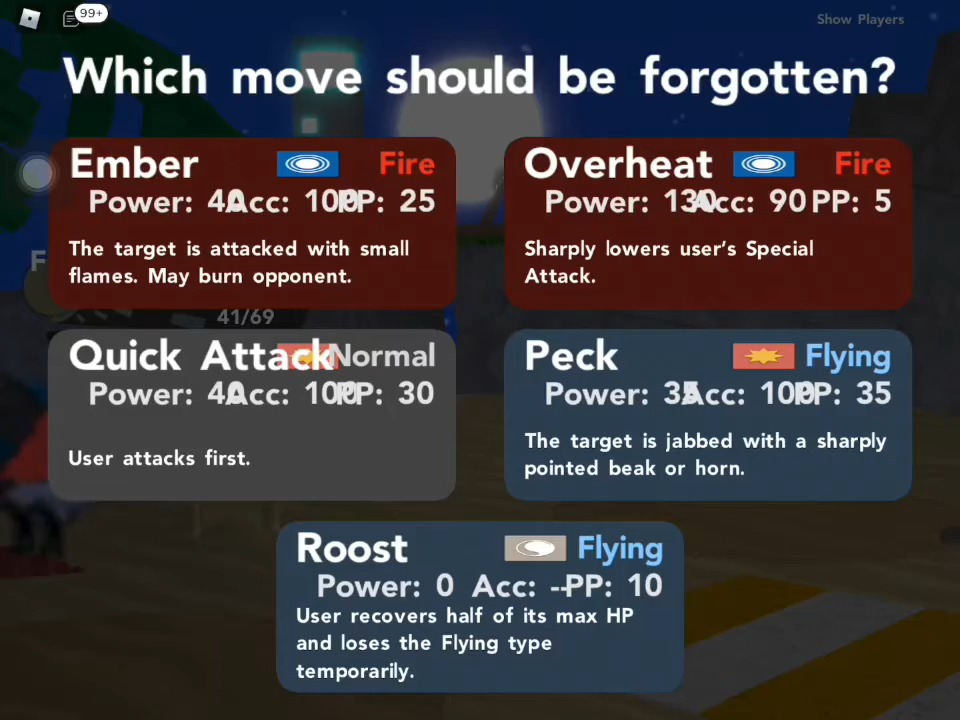 99+
Show Players
Which move should be forgotten?
Ember Fire
Power: 40 Acc: 100 PP: 25
The target is attacked with small
flames. May burn opponent.
Overheat Fire
Power: 130 Acc: 90 PP: 5
Sharply lowers user's Special
Attack.
F
41/69
Quick Attack Normal
Power: 40 Acc: 100 PP: 30
User attacks first.
Peck Flying
Power: 35 Acc: 100 PP: 35
The target is jabbed with a sharply
pointed beak or horn.
Roost Flying
Power: 0 Acc: -- PP: 10
User recovers half of its max HP
and loses the Flying type
temporarily.